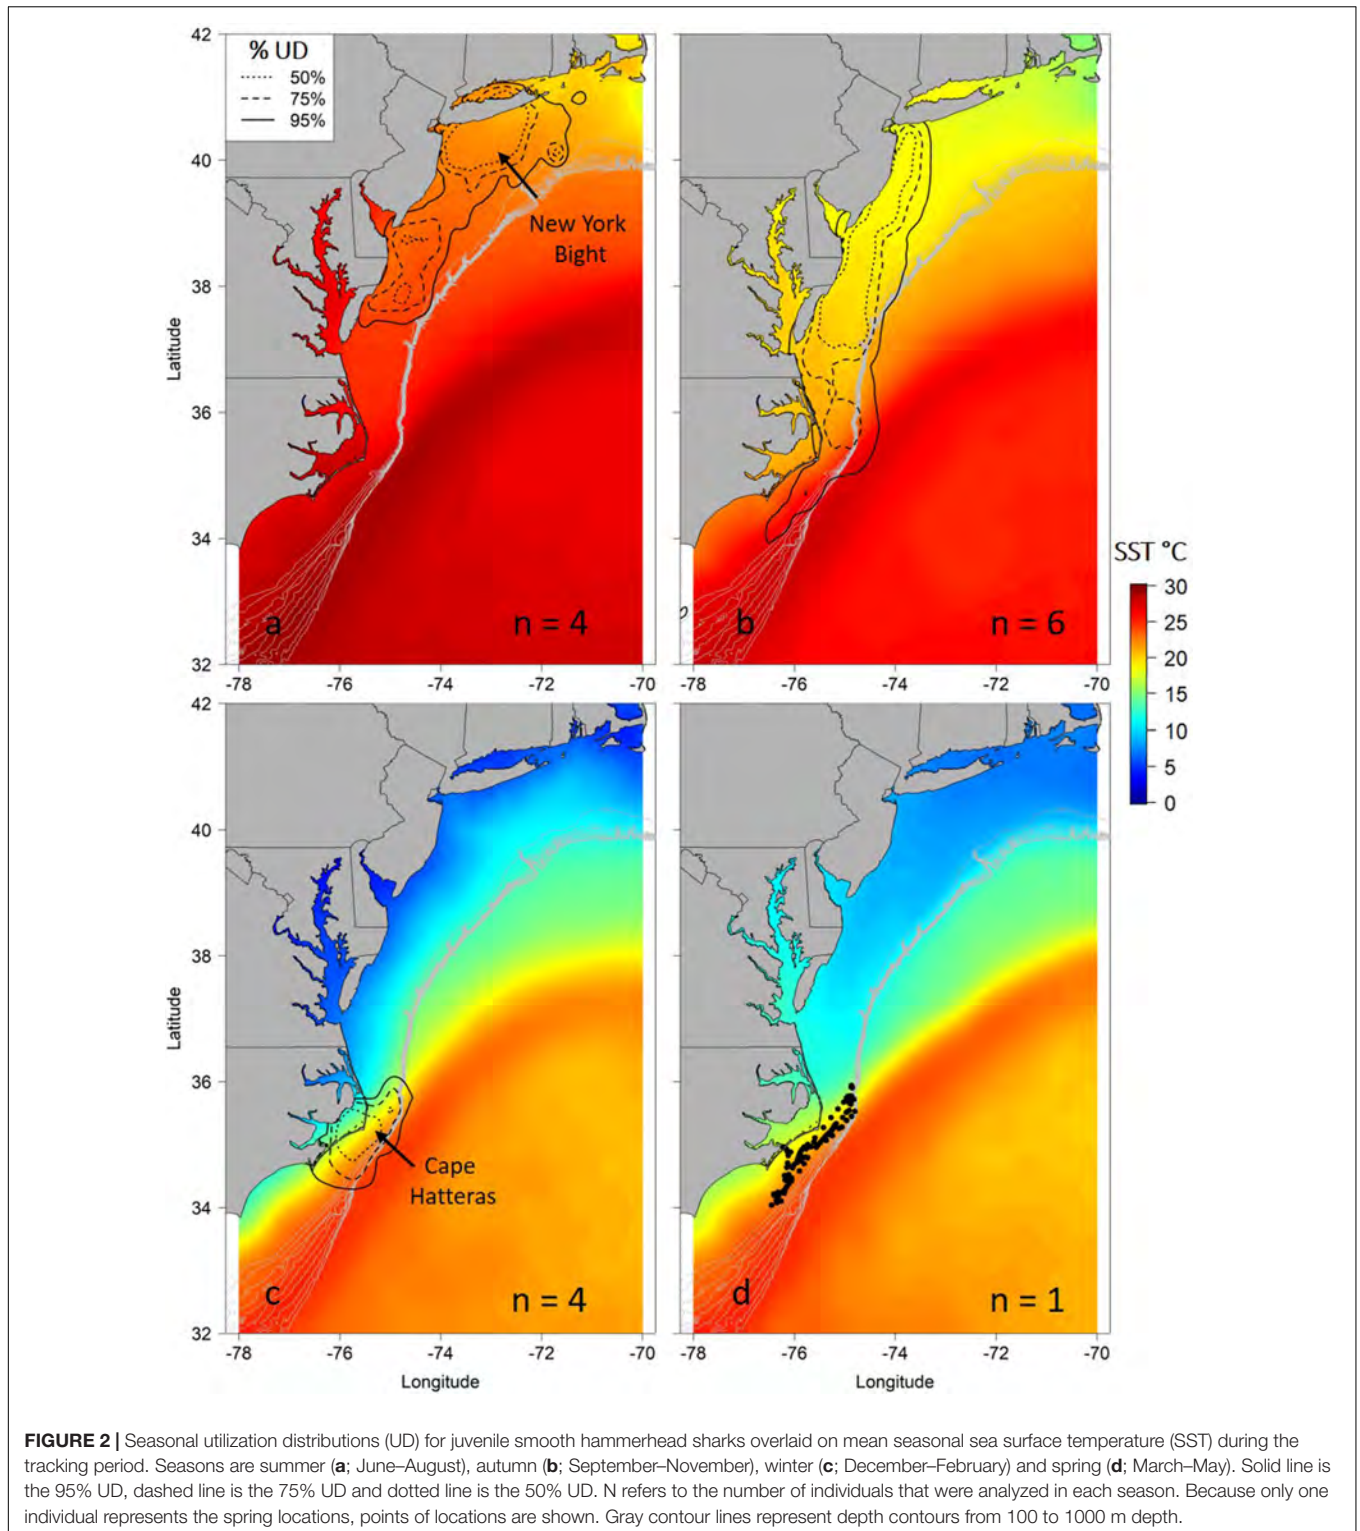 % UD
50%
75%
95%
42
40
38
36
34
32
Latitude
New York
Bight
a
n = 4
-78
-76
-74
-72
-70
b
n = 6
-78
-76
-74
-72
-70
SST °C
30
25
20
15
10
5
0
42
40
38
36
34
32
Latitude
Cape
Hatteras
c
n = 4
-78
-76
-74
-72
-70
Longitude
d
n = 1
-78
-76
-74
-72
-70
Longitude
FIGURE 2 | Seasonal utilization distributions (UD) for juvenile smooth hammerhead sharks overlaid on mean seasonal sea surface temperature (SST) during the
tracking period. Seasons are summer (a; June–August), autumn (b; September–November), winter (c; December–February) and spring (d; March–May). Solid line is
the 95% UD, dashed line is the 75% UD and dotted line is the 50% UD. N refers to the number of individuals that were analyzed in each season. Because only one
individual represents the spring locations, points of locations are shown. Gray contour lines represent depth contours from 100 to 1000 m depth.